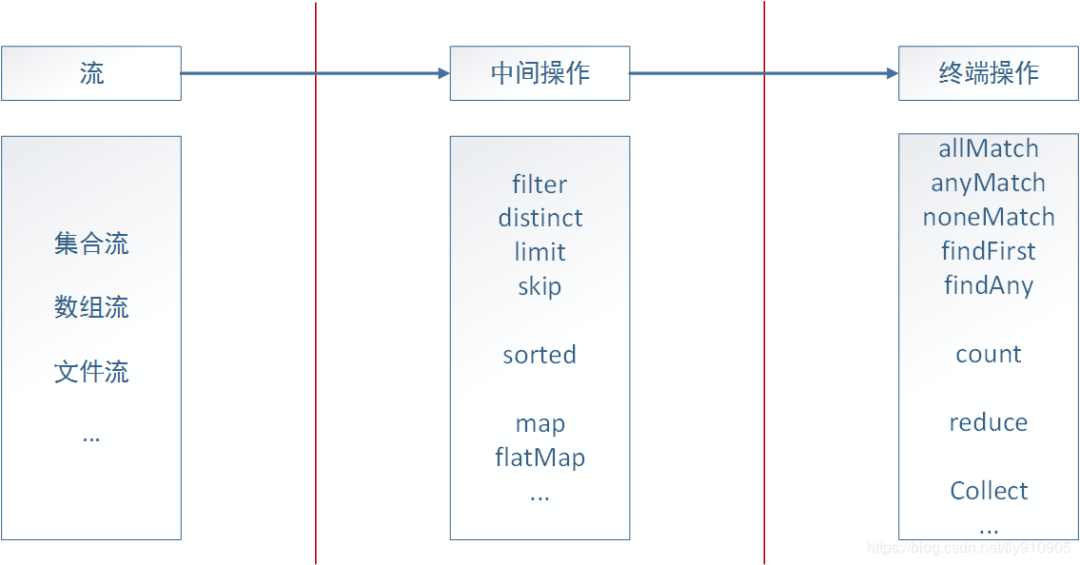 流
中间操作
终端操作
集合流
数组流
文件流
...
filter
distinct
limit
skip
sorted
map
flatMap
...
allMatch
anyMatch
noneMatch
findFirst
findAny
count
reduce
Collect
...
https://blog.csdn.net/fly910905